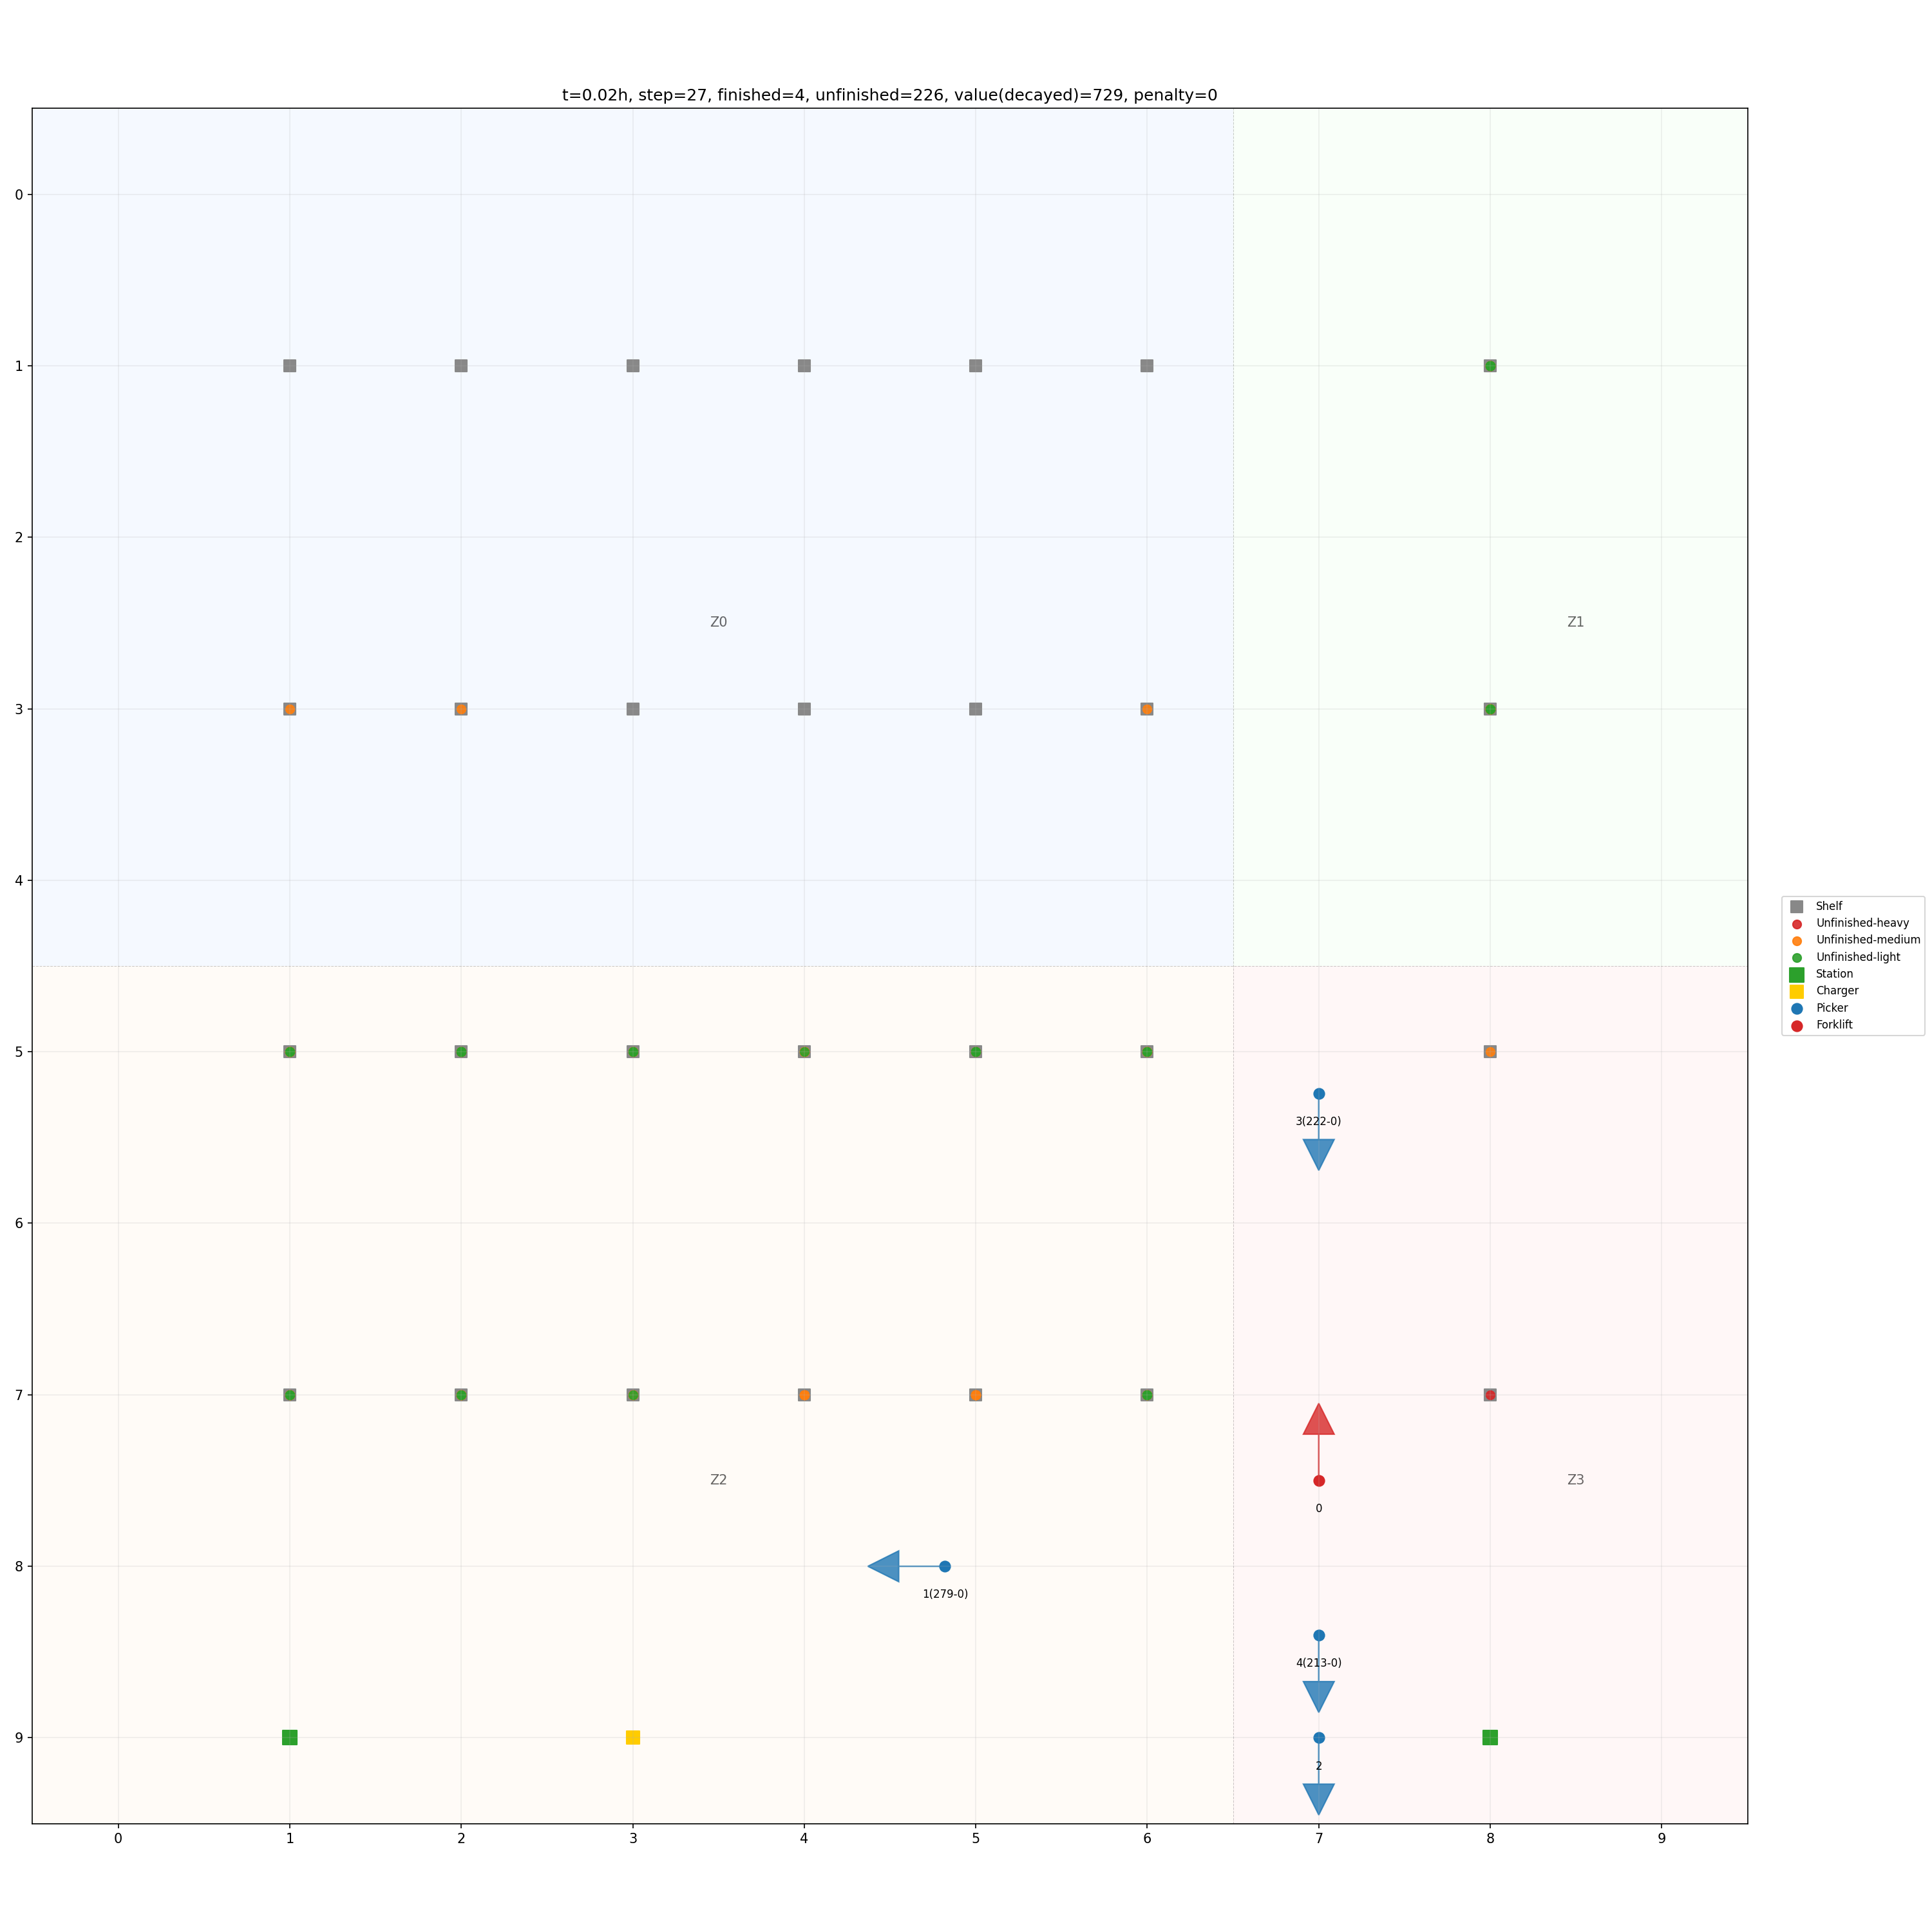 t=0.02h, step=27, finished=4, unfinished=226, value(decayed)=729, penalty=0
0
1
2
Z0
Z1
3
4
Shelf
Unfinished-heavy
Unfinished-medium
Unfinished-light
Station
Charger
Picker
Forklift
5
3(222-0)
6
7
Z2
Z3
0
8
1(279-0)
4(213-0)
9
2
0 1 2 3 4 5 6 7 8 9